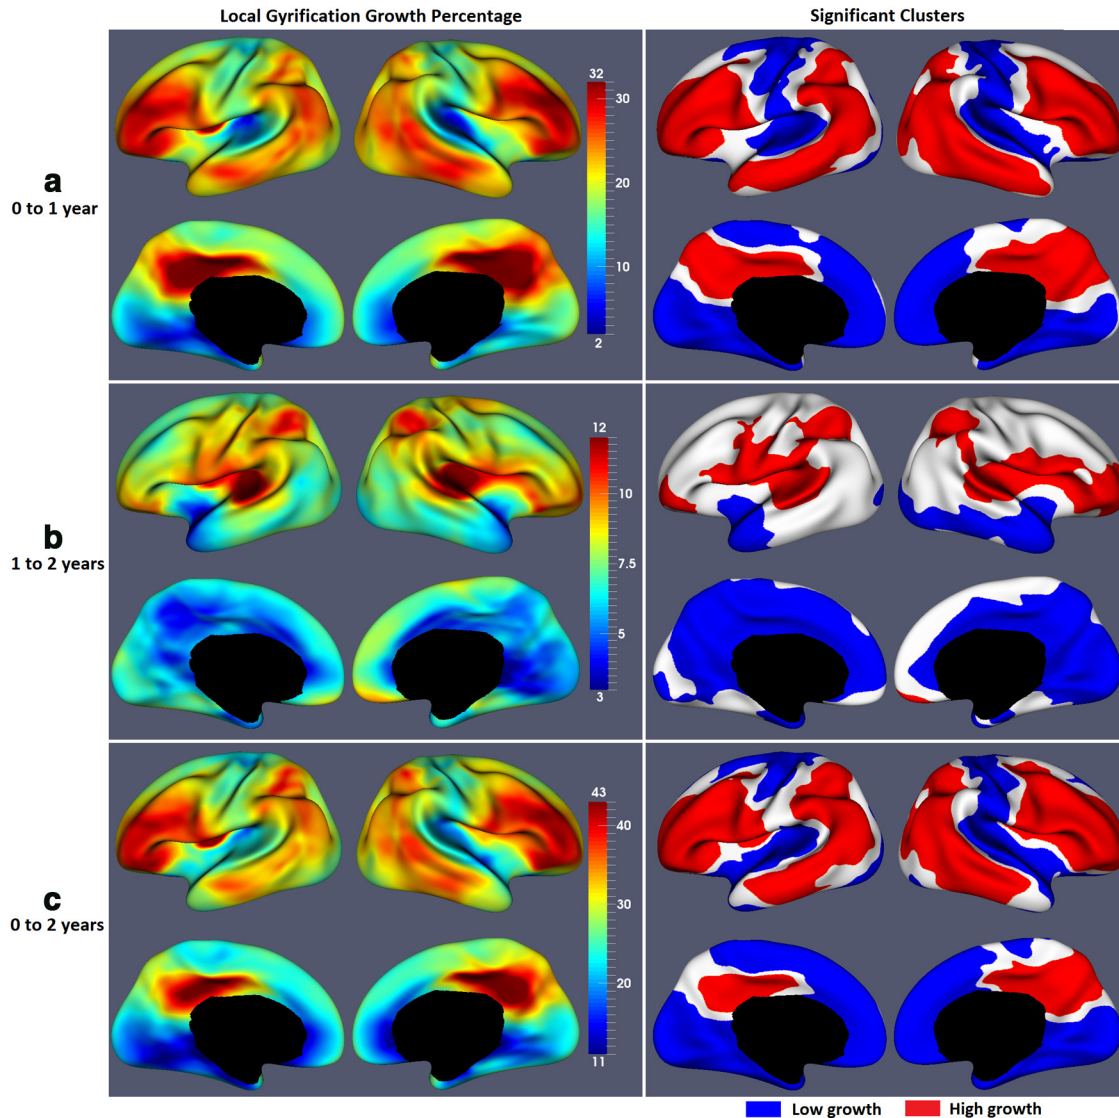 Local Gyrification Growth Percentage
Significant Clusters
a
0 to 1 year
32
30
20
10
2
b
1 to 2 years
12
10
7.5
5
3
c
0 to 2 years
43
40
30
20
11
Low growth
High growth